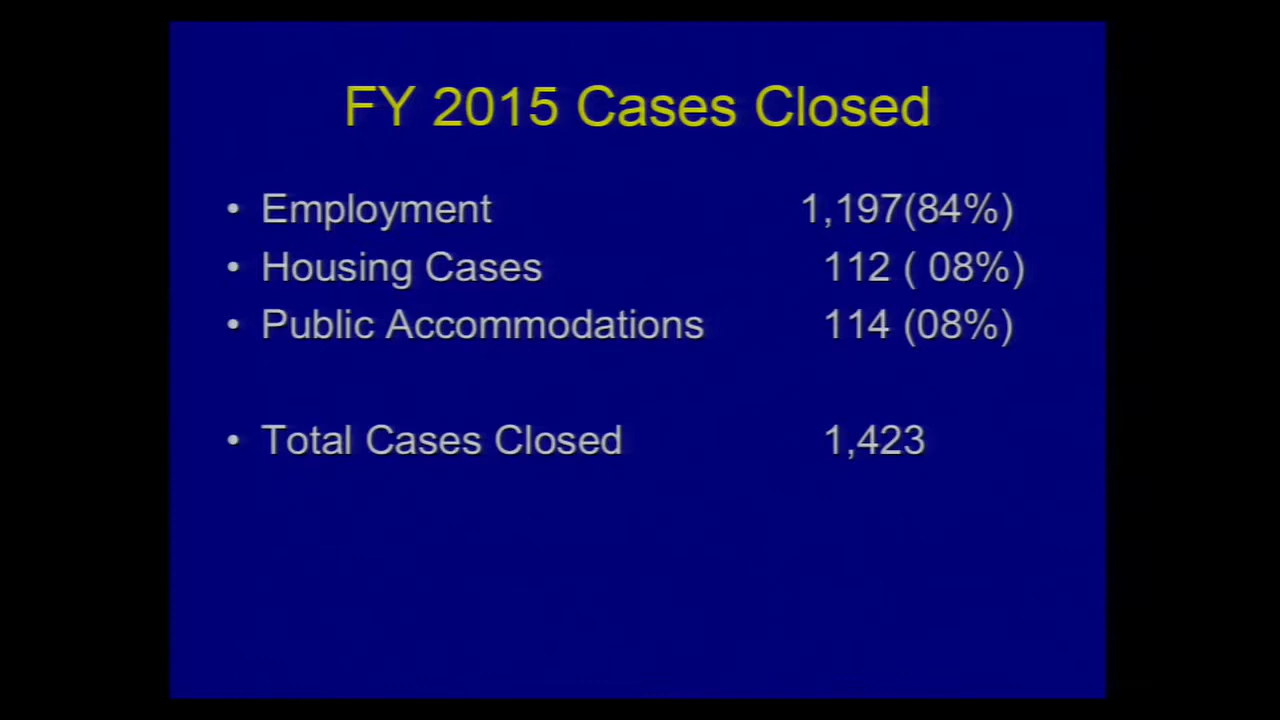 FY 2015 Cases Closed
• Employment 1,197(84%)
• Housing Cases 112 ( 08%)
• Public Accommodations 114 (08%)
• Total Cases Closed 1,423